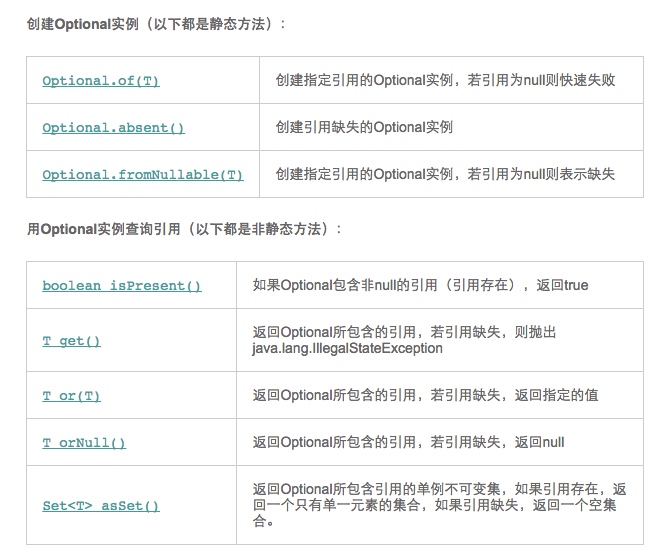 创建Optional实例（以下都是静态方法）：
Optional.of(T)
创建指定引用的Optional实例，若引用为null则快速失败
Optional.absent()
创建引用缺失的Optional实例
Optional.fromNullable(T)
创建指定引用的Optional实例，若引用为null则表示缺失
用Optional实例查询引用（以下都是非静态方法）：
boolean isPresent()
如果Optional包含非null的引用（引用存在），返回true
T get()
返回Optional所包含的引用，若引用缺失，则抛出
java.lang.IllegalStateException
T or(T)
返回Optional所包含的引用，若引用缺失，返回指定的值
T orNull()
返回Optional所包含的引用，若引用缺失，返回null
Set<T> asSet()
返回Optional所包含引用的单例不可变集，如果引用存在，返
回一个只有单一元素的集合，如果引用缺失，返回一个空集
合。